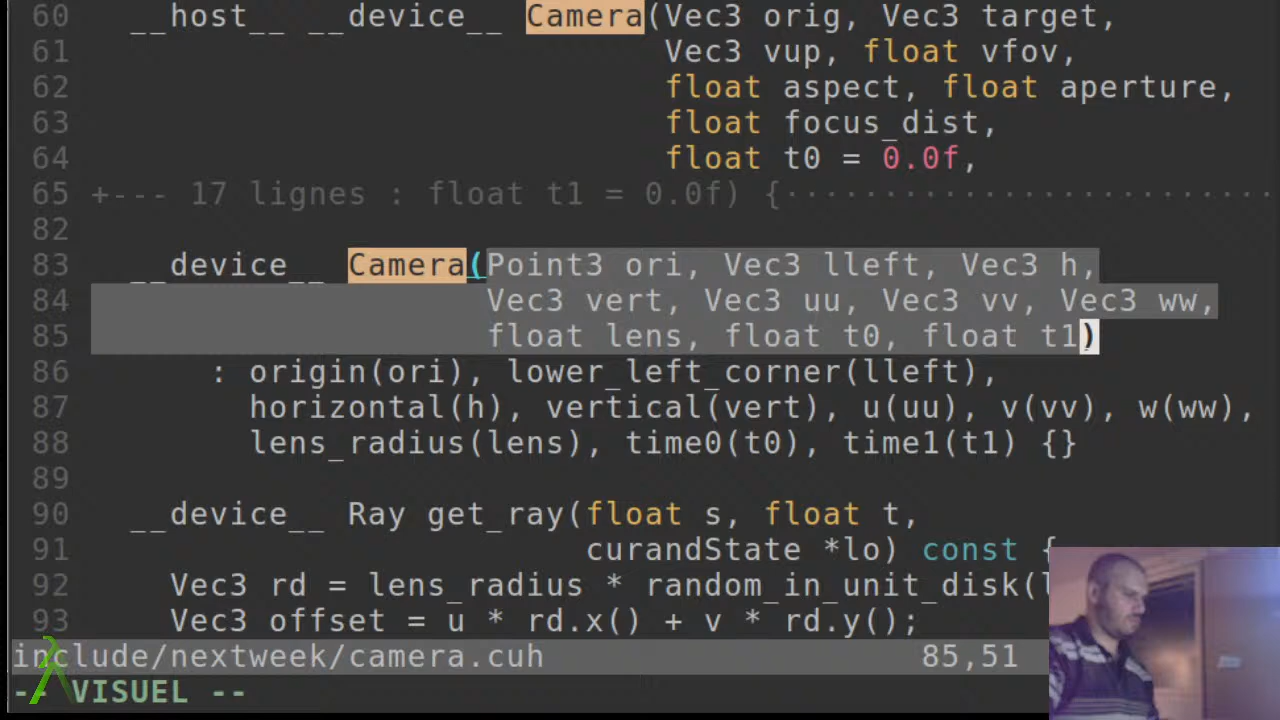 60 __host__ __device__ Camera(Vec3 orig, Vec3 target,
61 Vec3 vup, float vfov,
62 float aspect, float aperture,
63 float focus_dist,
64 float t0 = 0.0f,
65 +--- 17 lignes : float t1 = 0.0f) {··························
82
83 __device__ Camera(Point3 ori, Vec3 lleft, Vec3 h,
84 Vec3 vert, Vec3 uu, Vec3 vv, Vec3 ww,
85 float lens, float t0, float t1)
86 : origin(ori), lower_left_corner(lleft),
87 horizontal(h), vertical(vert), u(uu), v(vv), w(ww),
88 lens_radius(lens), time0(t0), time1(t1) {}
89
90 __device__ Ray get_ray(float s, float t,
91 curandState *lo) const {
92 Vec3 rd = lens_radius * random_in_unit_disk(
93 Vec3 offset = u * rd.x() + v * rd.y();
include/nextweek/camera.cuh 85,51
-- VISUEL --